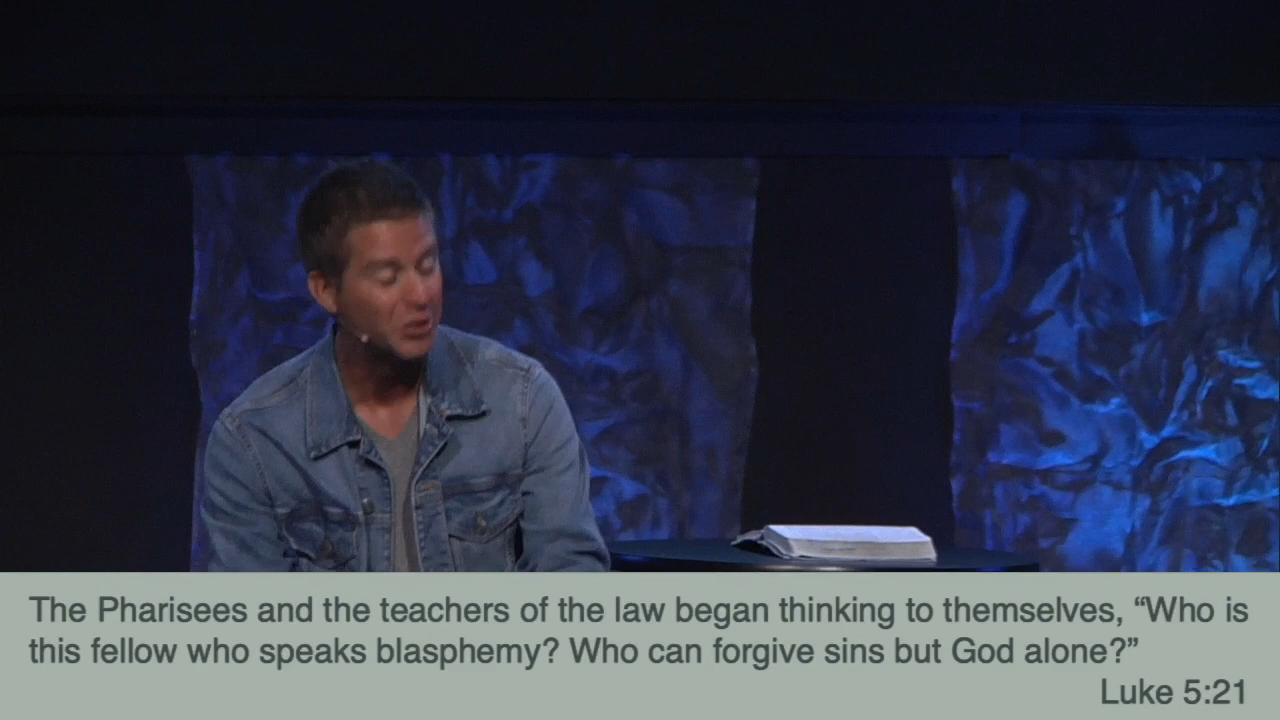 The Pharisees and the teachers of the law began thinking to themselves, “Who is
this fellow who speaks blasphemy? Who can forgive sins but God alone?”
Luke 5:21